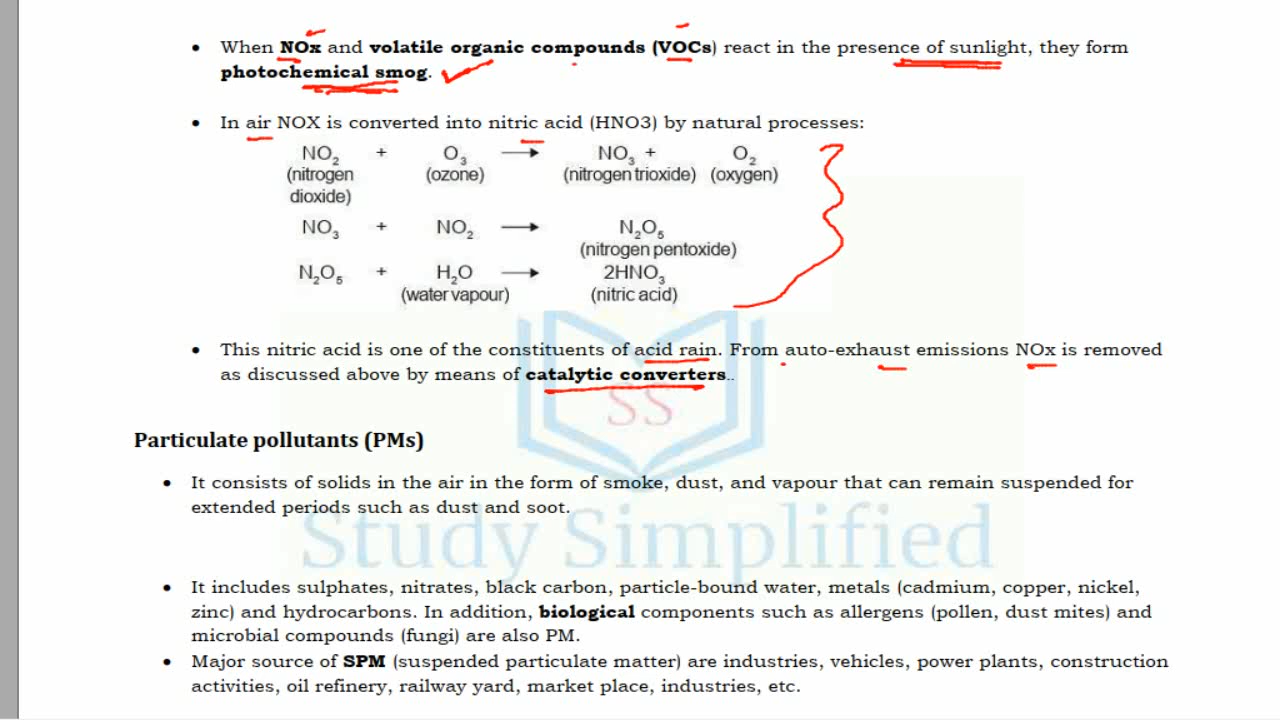 • When NOx and volatile organic compounds (VOCs) react in the presence of sunlight, they form
photochemical smog.
• In air NOX is converted into nitric acid (HNO3) by natural processes:
NO₂ + O₃ → NO₃ + O₂
(nitrogen dioxide) (ozone) (nitrogen trioxide) (oxygen)
NO₃ + NO₂ → N₂O₅
(nitrogen pentoxide)
N₂O₅ + H₂O → 2HNO₃
(water vapour) (nitric acid)
• This nitric acid is one of the constituents of acid rain. From auto-exhaust emissions NOx is removed
as discussed above by means of catalytic converters..
SS
Particulate pollutants (PMs)
• It consists of solids in the air in the form of smoke, dust, and vapour that can remain suspended for
extended periods such as dust and soot.
Study Simplified
• It includes sulphates, nitrates, black carbon, particle-bound water, metals (cadmium, copper, nickel,
zinc) and hydrocarbons. In addition, biological components such as allergens (pollen, dust mites) and
microbial compounds (fungi) are also PM.
• Major source of SPM (suspended particulate matter) are industries, vehicles, power plants, construction
activities, oil refinery, railway yard, market place, industries, etc.